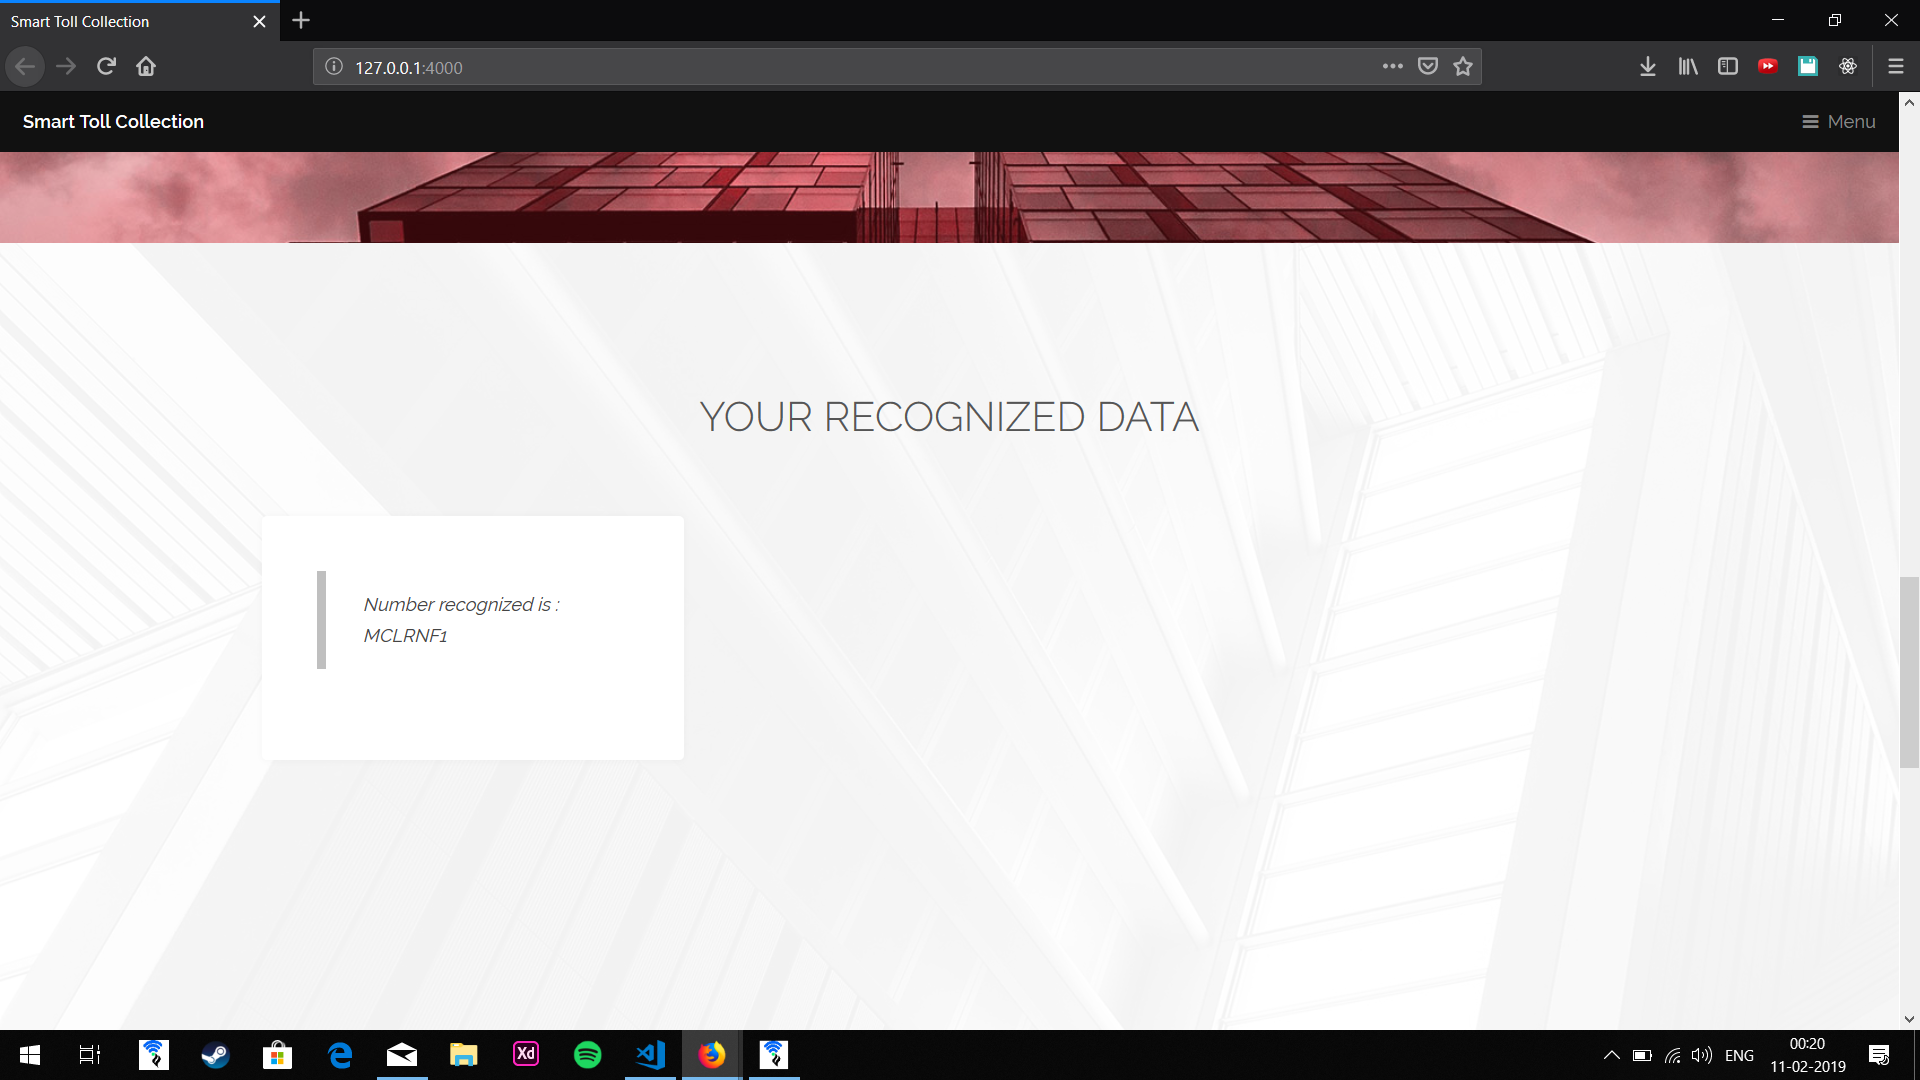 Smart Toll Collection
127.0.0.1:4000
Smart Toll Collection
Menu
YOUR RECOGNIZED DATA
Number recognized is :
MCLRNF1
Xd
ENG
00:20
11-02-2019